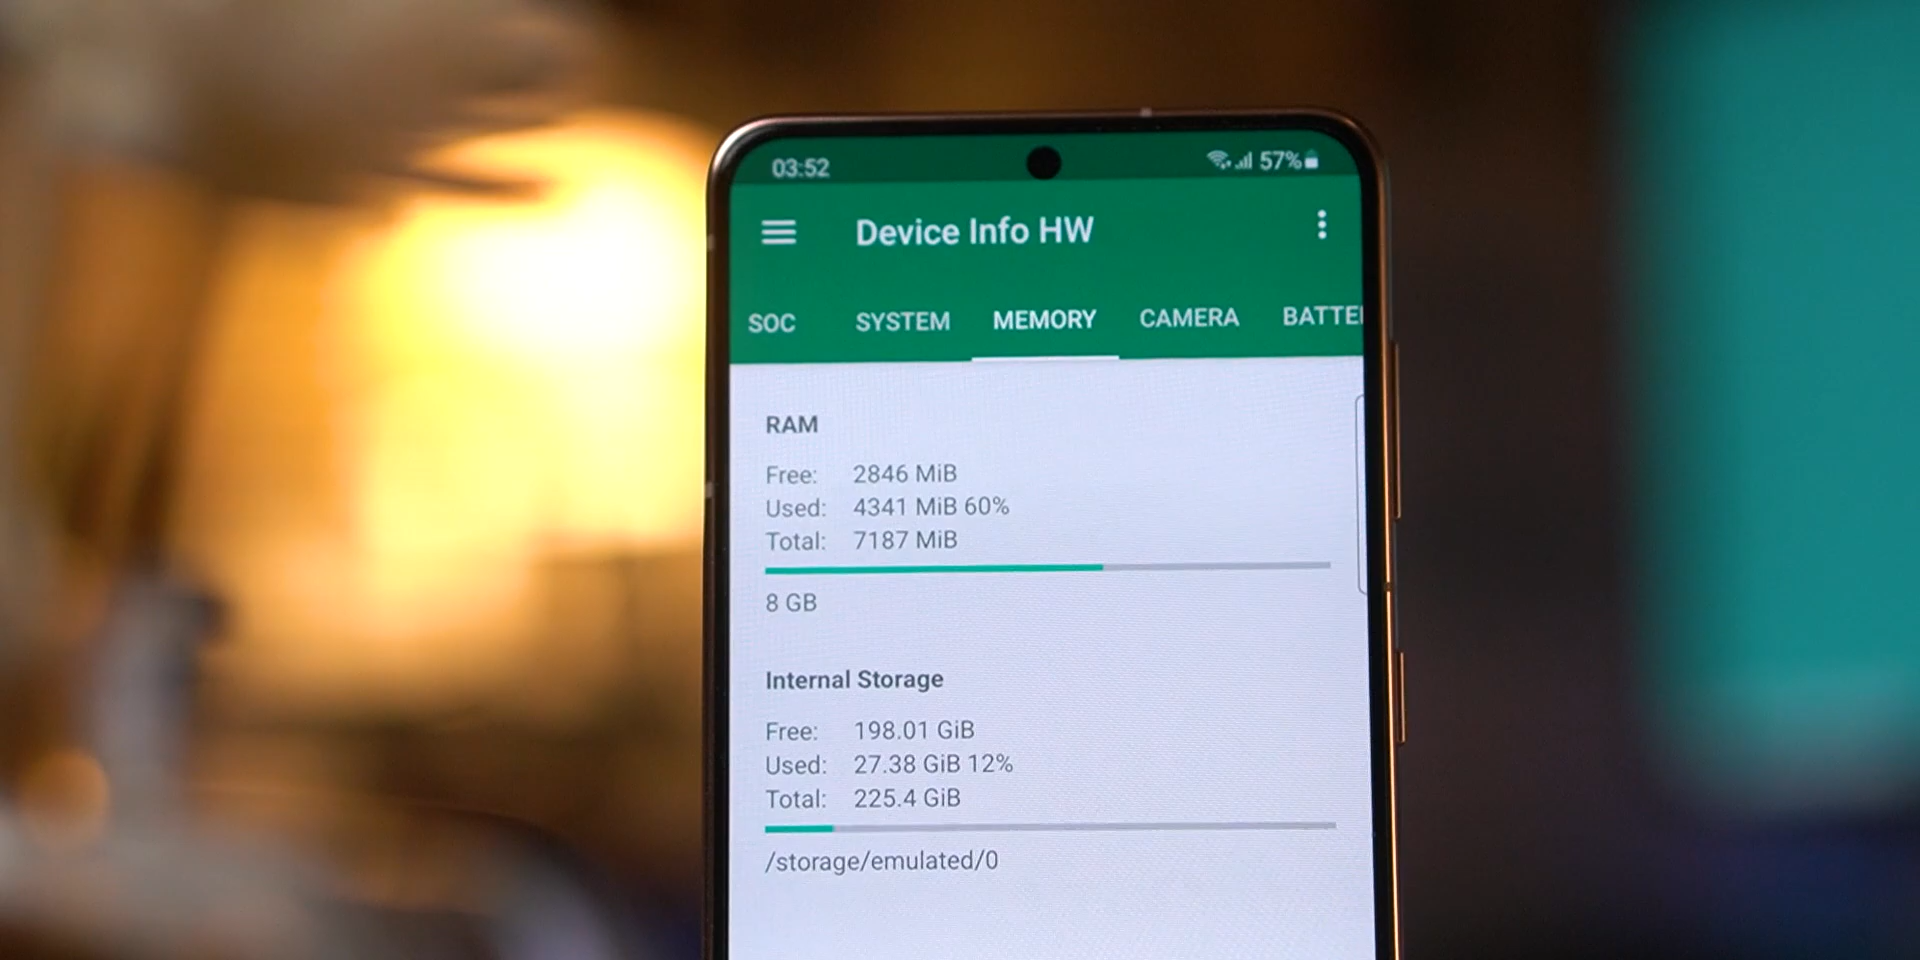 03:52 57%
Device Info HW
SOC SYSTEM MEMORY CAMERA BATTE
RAM
Free: 2846 MiB
Used: 4341 MiB 60%
Total: 7187 MiB
8 GB
Internal Storage
Free: 198.01 GiB
Used: 27.38 GiB 12%
Total: 225.4 GiB
/storage/emulated/0